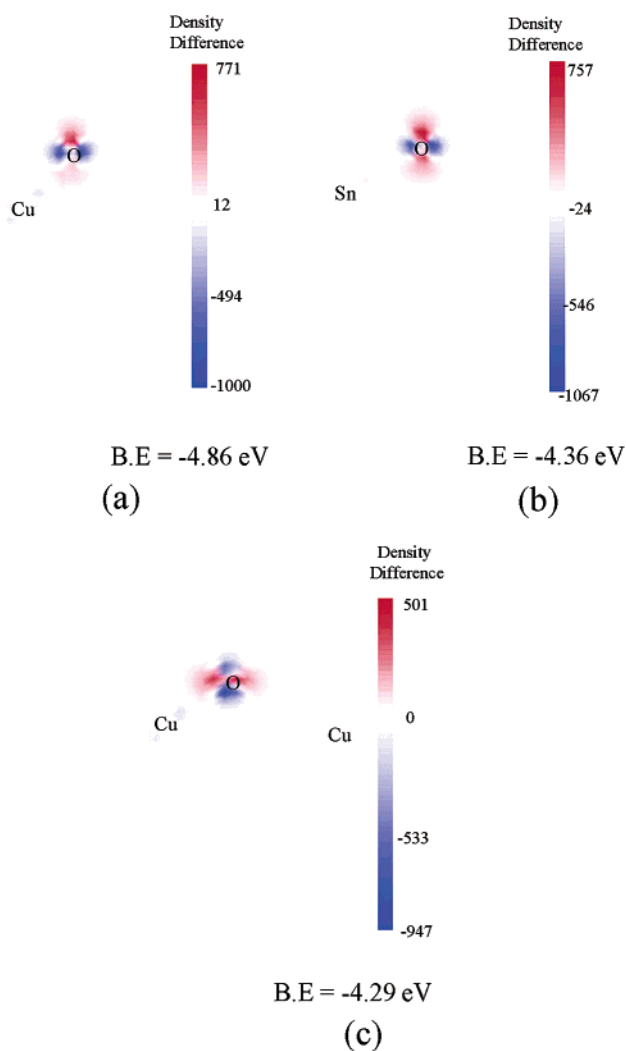 Density
Difference
771
O
Cu
12
-494
-1000
B.E = -4.86 eV
(a)
Density
Difference
757
O
Sn
-24
-546
-1067
B.E = -4.36 eV
(b)
Density
Difference
501
O
Cu
0
Cu
-533
-947
B.E = -4.29 eV
(c)